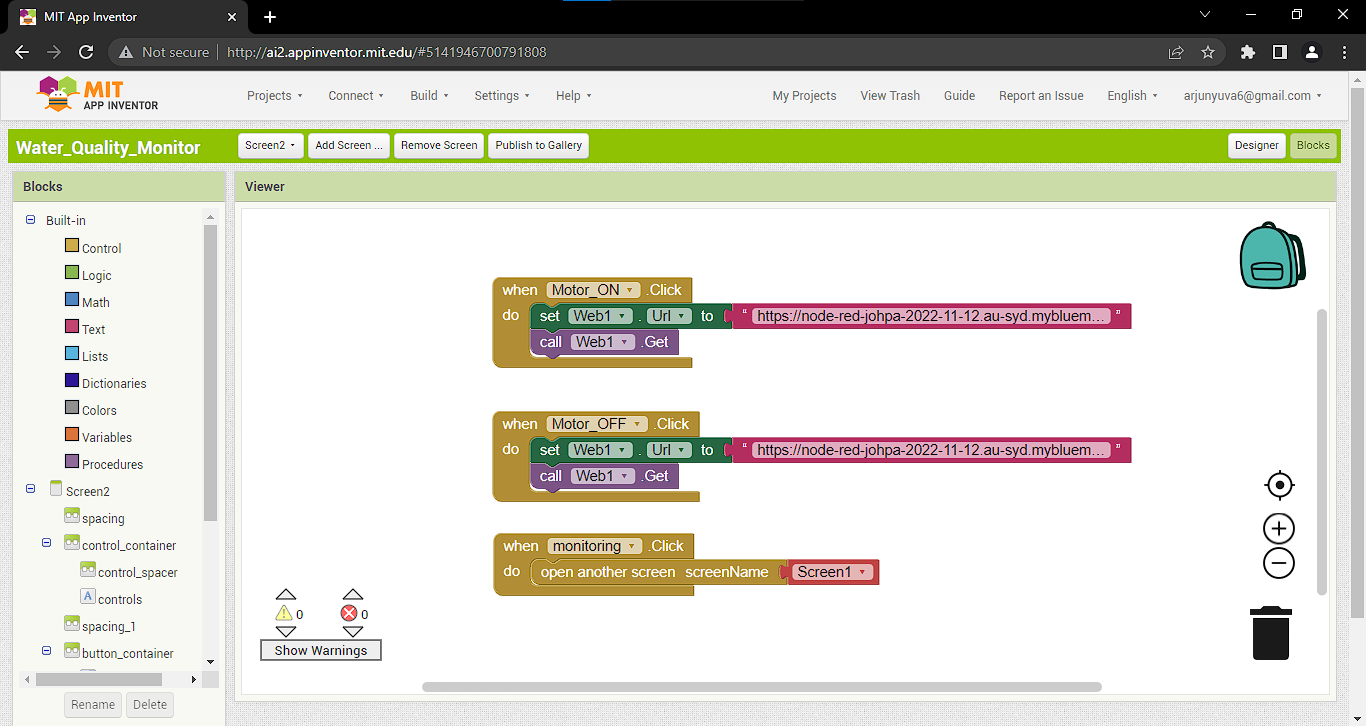 MIT App Inventor
Not secure http://ai2.appinventor.mit.edu/#5141946700791808
MIT
APP INVENTOR
Projects Connect Build Settings Help My Projects View Trash Guide Report an Issue English arjunyuva6@gmail.com
Water_Quality_Monitor Screen2 Add Screen ... Remove Screen Publish to Gallery Designer Blocks
Blocks
Viewer
Built-in
Control
Logic
Math
Text
Lists
Dictionaries
Colors
Variables
Procedures
Screen2
spacing
control_container
control_spacer
A controls
spacing_1
button_container
Rename Delete
when Motor_ON .Click
do set Web1 . Url to " https://node-red-johpa-2022-11-12.au-syd.mybluem... "
call Web1 .Get
when Motor_OFF .Click
do set Web1 . Url to " https://node-red-johpa-2022-11-12.au-syd.mybluem... "
call Web1 .Get
when monitoring .Click
do open another screen screenName Screen1
0 0
Show Warnings